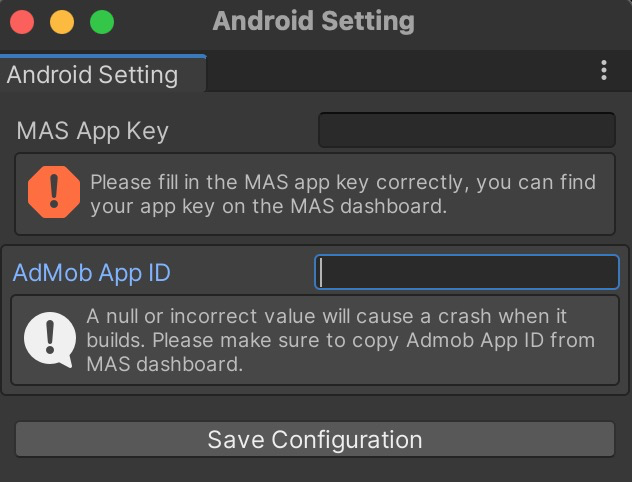 Android Setting
Android Setting
MAS App Key
Please fill in the MAS app key correctly, you can find
your app key on the MAS dashboard.
AdMob App ID
A null or incorrect value will cause a crash when it
builds. Please make sure to copy Admob App ID from
MAS dashboard.
Save Configuration